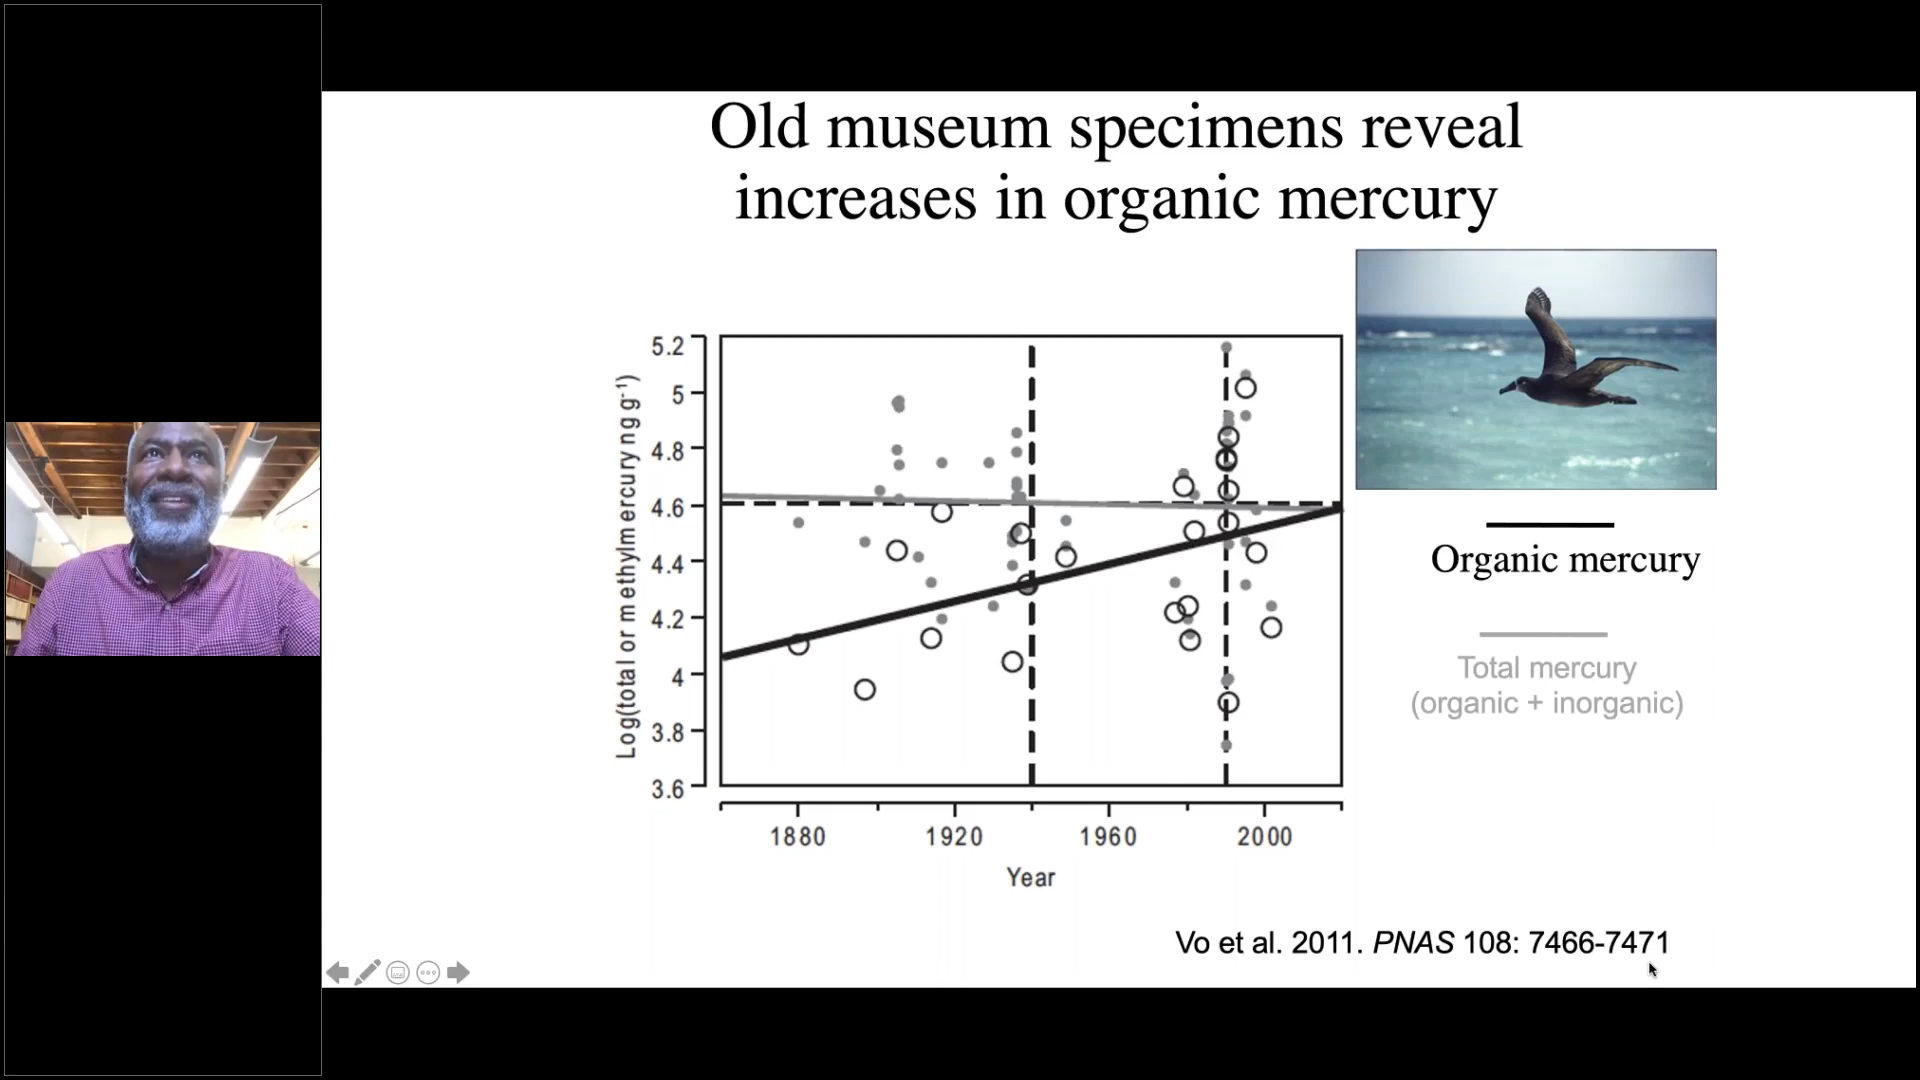 Old museum specimens reveal
increases in organic mercury
Log(total or methylmercury ng g-1)
5.2
5
4.8
4.6
4.4
4.2
4
3.8
3.6
1880 1920 1960 2000
Year
Organic mercury
Total mercury
(organic + inorganic)
Vo et al. 2011. PNAS 108: 7466-7471